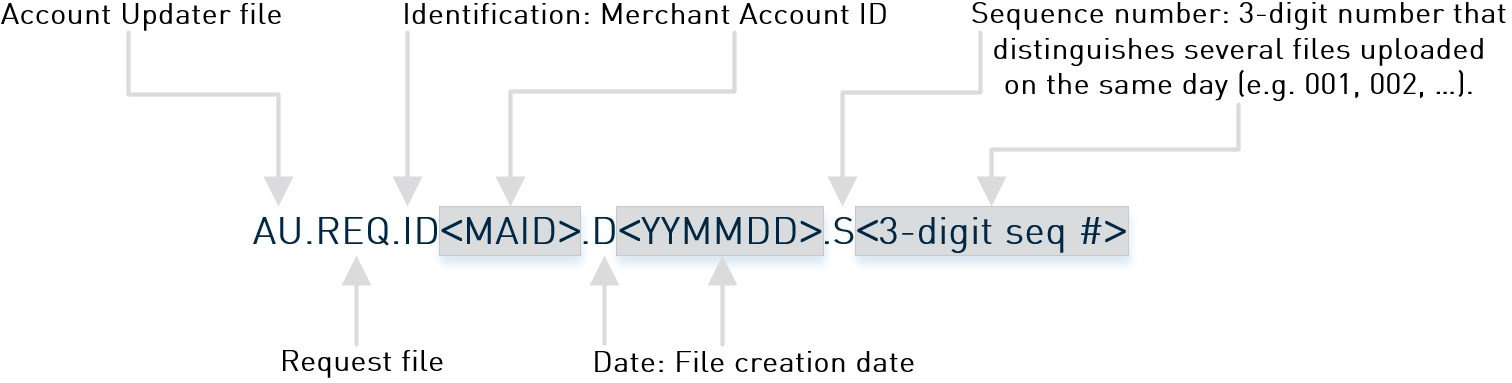 Account Updater file
Identification: Merchant Account ID
Sequence number: 3-digit number that
distinguishes several files uploaded
on the same day (e.g. 001, 002, ...).
AU.REQ.ID<MAID>.D<YYMMDD>.S<3-digit seq #>
Request file
Date: File creation date